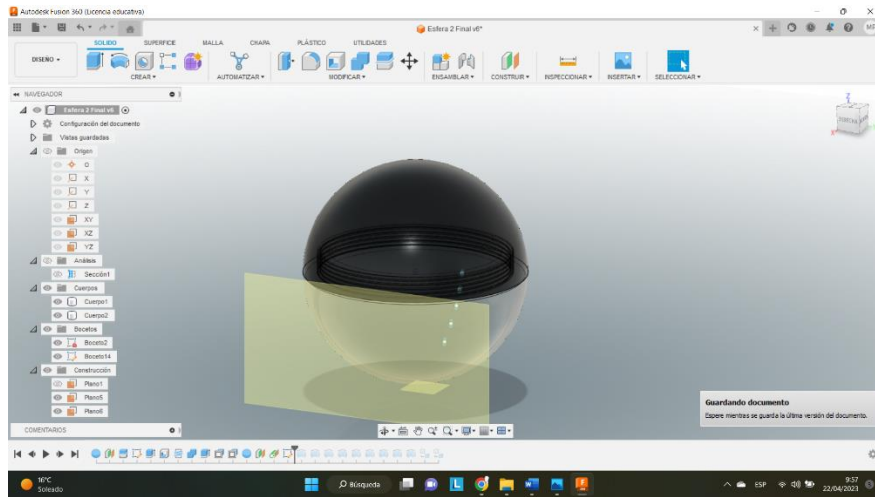 Autodesk Fusion 360 (Licencia educativa)
Esfera 2 Final v6*
SÓLIDO SUPERFICIE MALLA CHAPA PLÁSTICO UTILIDADES
DISEÑO
CREAR AUTOMATIZAR MODIFICAR ENSAMBLAR CONSTRUIR INSPECCIONAR INSERTAR SELECCIONAR
NAVEGADOR
Esfera 2 Final v6
Configuración del documento
Vistas guardadas
Origen
O
X
Y
Z
XY
XZ
YZ
Análisis
Sección1
Cuerpos
Cuerpo1
Cuerpo2
Bocetos
Boceto2
Boceto14
Construcción
Plano1
Plano5
Plano6
Z
X
Guardando documento
Espere mientras se guarda la última versión del documento.
COMENTARIOS
16°C
Soleado
Búsqueda
ESP
9:57
22/04/2023